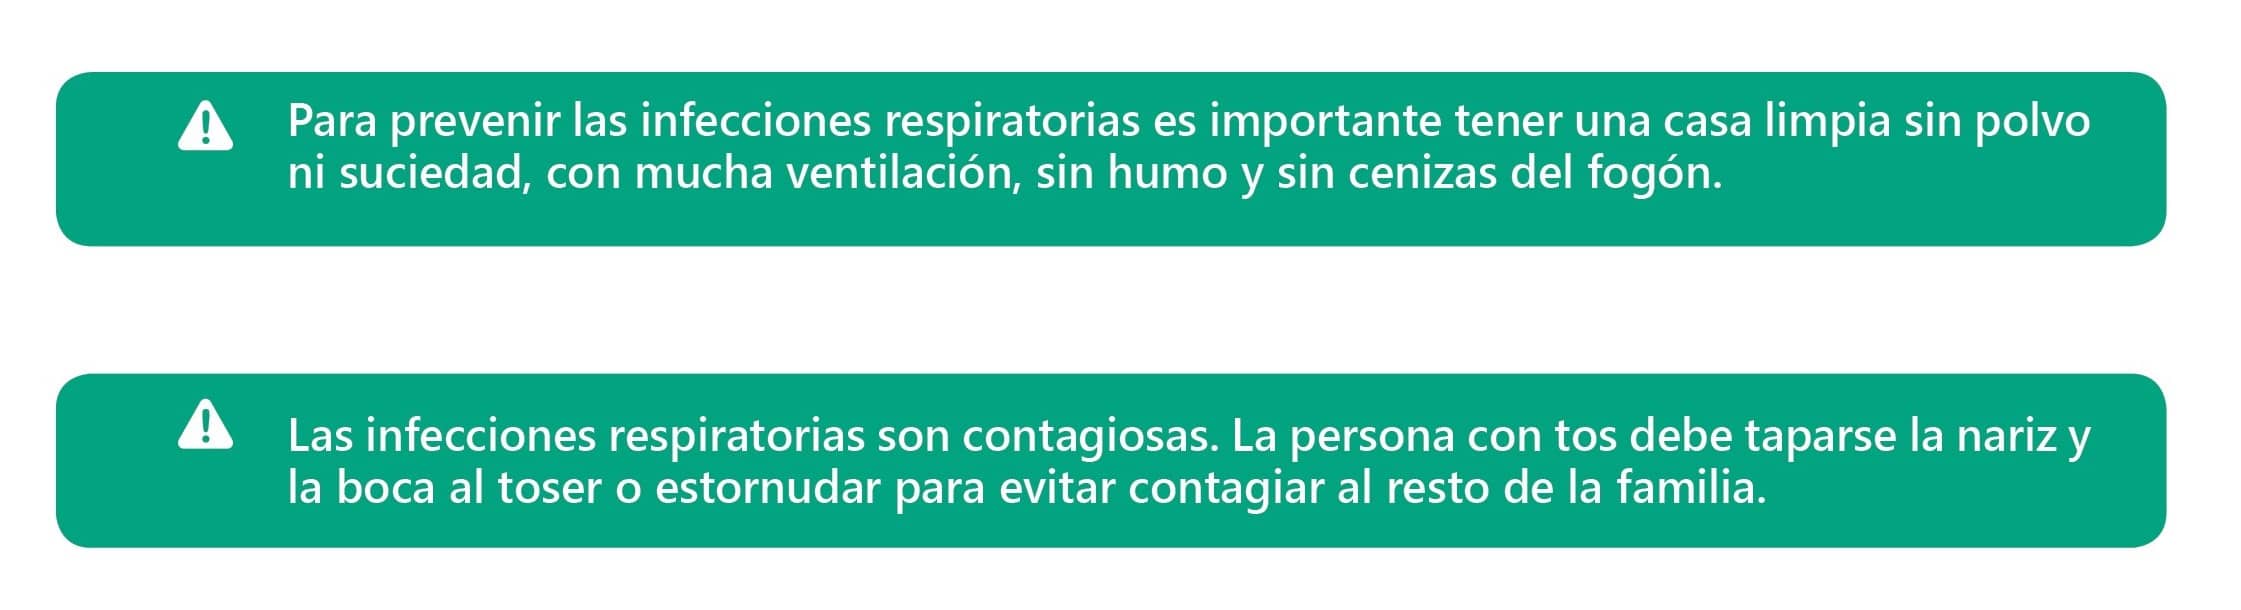 Para prevenir las infecciones respiratorias es importante tener una casa limpia sin polvo
ni suciedad, con mucha ventilación, sin humo y sin cenizas del fogón.
Las infecciones respiratorias son contagiosas. La persona con tos debe taparse la nariz y
la boca al toser o estornudar para evitar contagiar al resto de la familia.